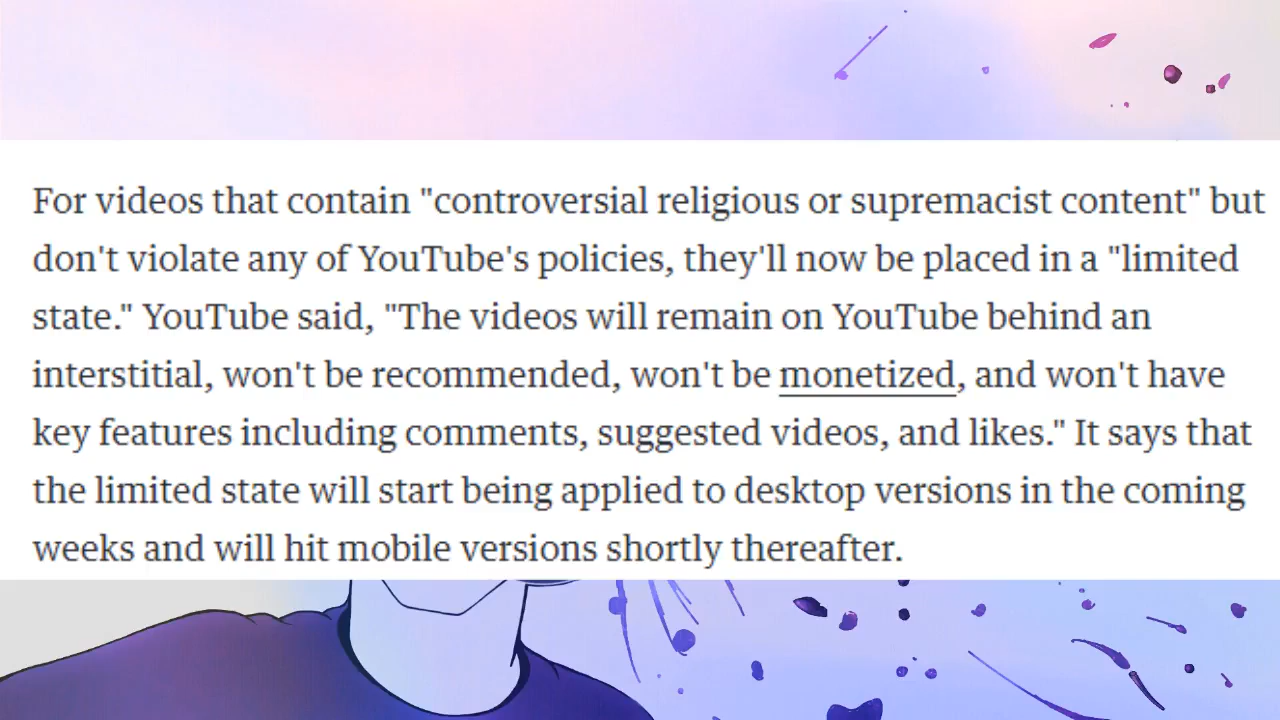 For videos that contain "controversial religious or supremacist content" but
don't violate any of YouTube's policies, they'll now be placed in a "limited
state." YouTube said, "The videos will remain on YouTube behind an
interstitial, won't be recommended, won't be monetized, and won't have
key features including comments, suggested videos, and likes." It says that
the limited state will start being applied to desktop versions in the coming
weeks and will hit mobile versions shortly thereafter.